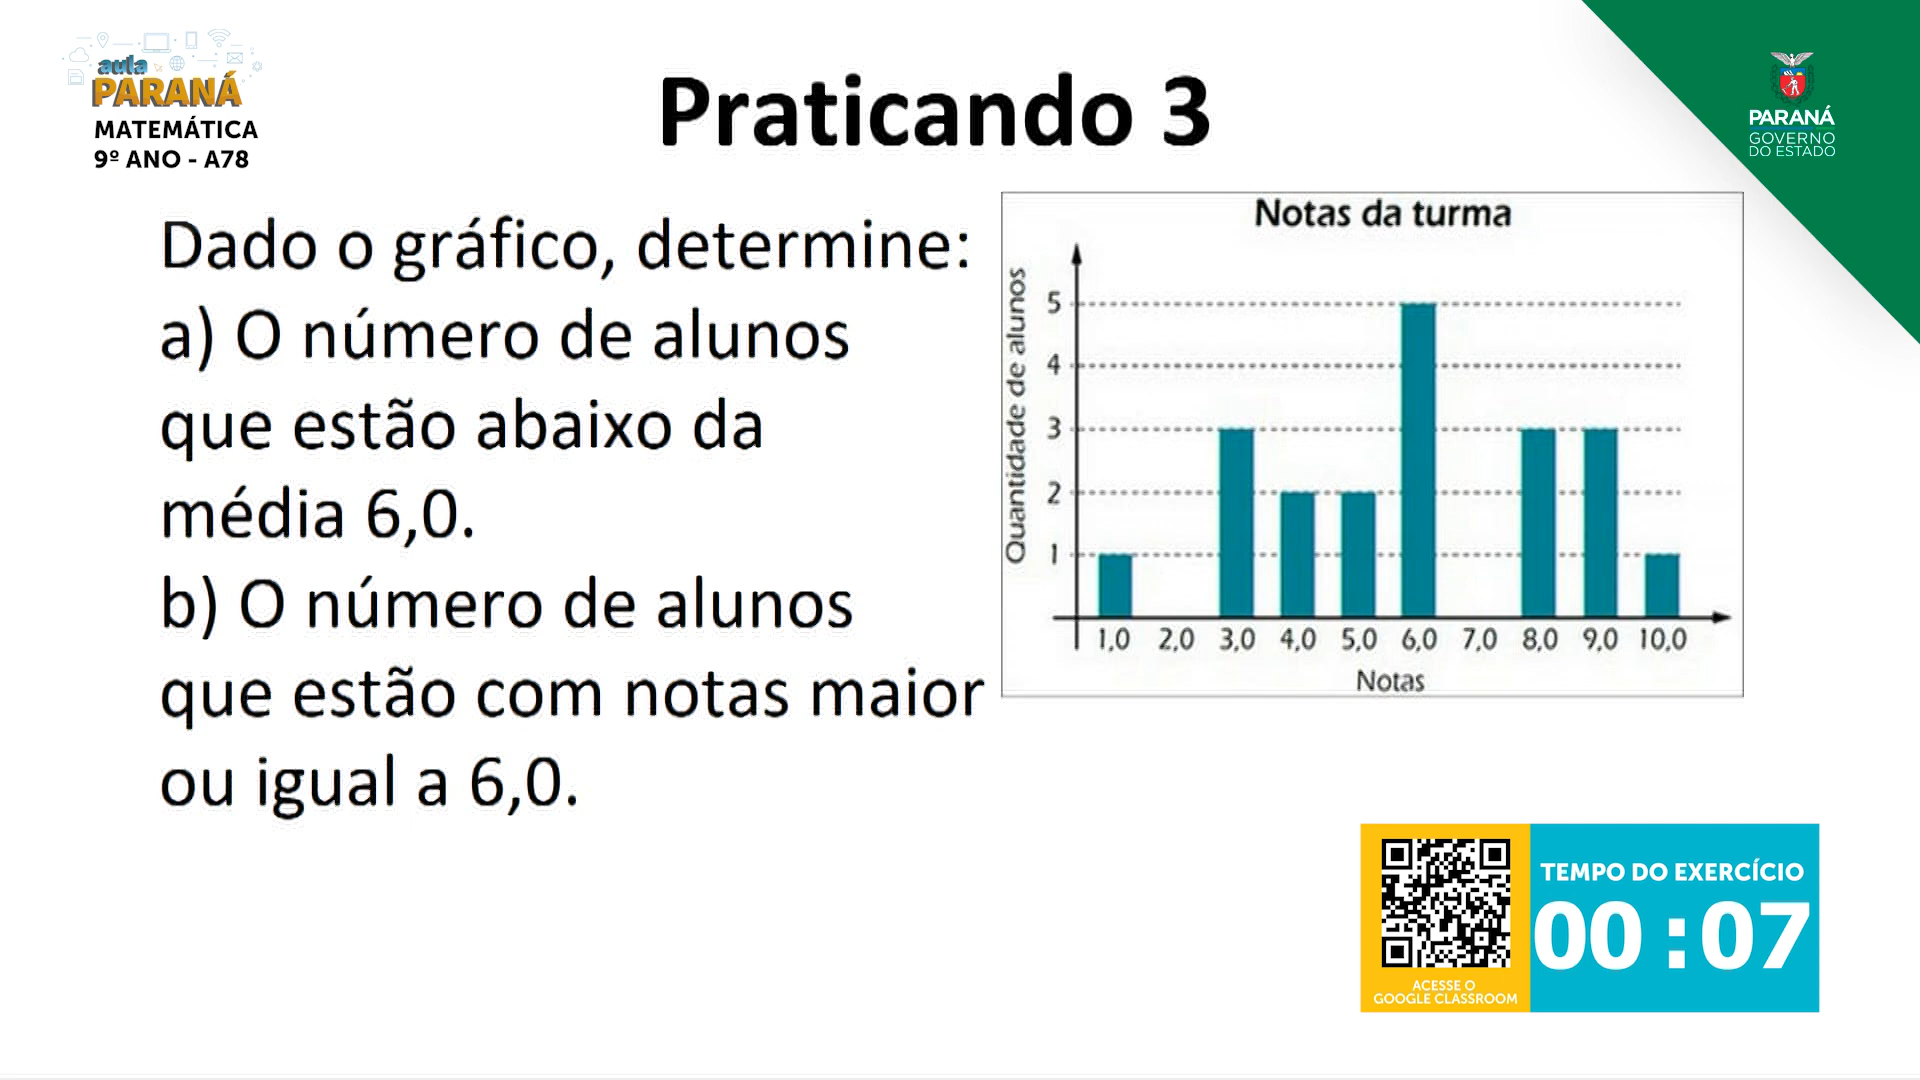 aula
PARANÁ
MATEMÁTICA
9º ANO - A78
Praticando 3
PARANÁ
GOVERNO
DO ESTADO
Dado o gráfico, determine:
a) O número de alunos
que estão abaixo da
média 6,0.
b) O número de alunos
que estão com notas maior
ou igual a 6,0.
Notas da turma
Quantidade de alunos
5
4
3
2
1
1,0 2,0 3,0 4,0 5,0 6,0 7,0 8,0 9,0 10,0
Notas
TEMPO DO EXERCÍCIO
00:07
ACESSE O
GOOGLE CLASSROOM